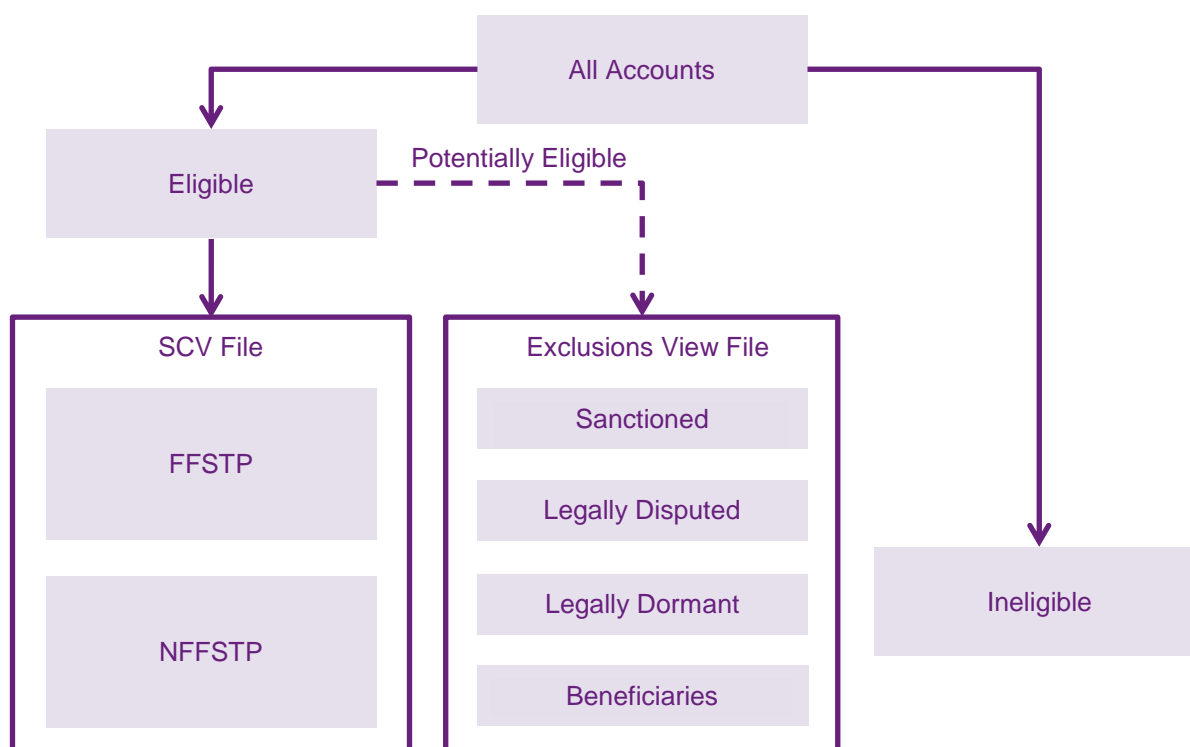 All Accounts
Eligible
Potentially Eligible
SCV File
FFSTP
NFFSTP
Exclusions View File
Sanctioned
Legally Disputed
Legally Dormant
Beneficiaries
Ineligible